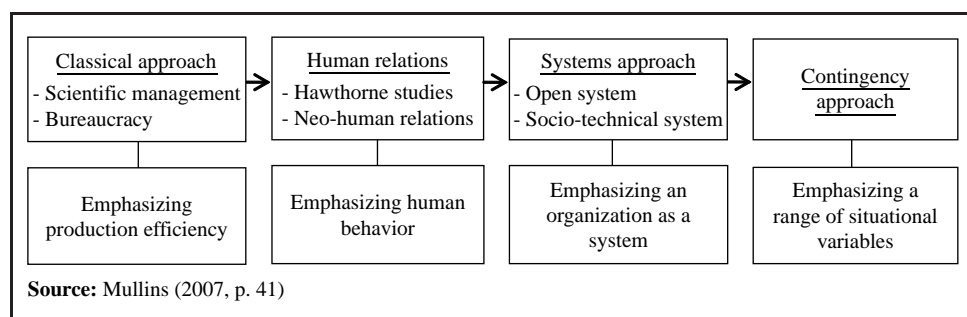 Classical approach
- Scientific management
- Bureaucracy
Human relations
- Hawthorne studies
- Neo-human relations
Systems approach
- Open system
- Socio-technical system
Contingency
approach
Emphasizing
production efficiency
Emphasizing human
behavior
Emphasizing an
organization as a
system
Emphasizing a
range of situational
variables
Source: Mullins (2007, p. 41)